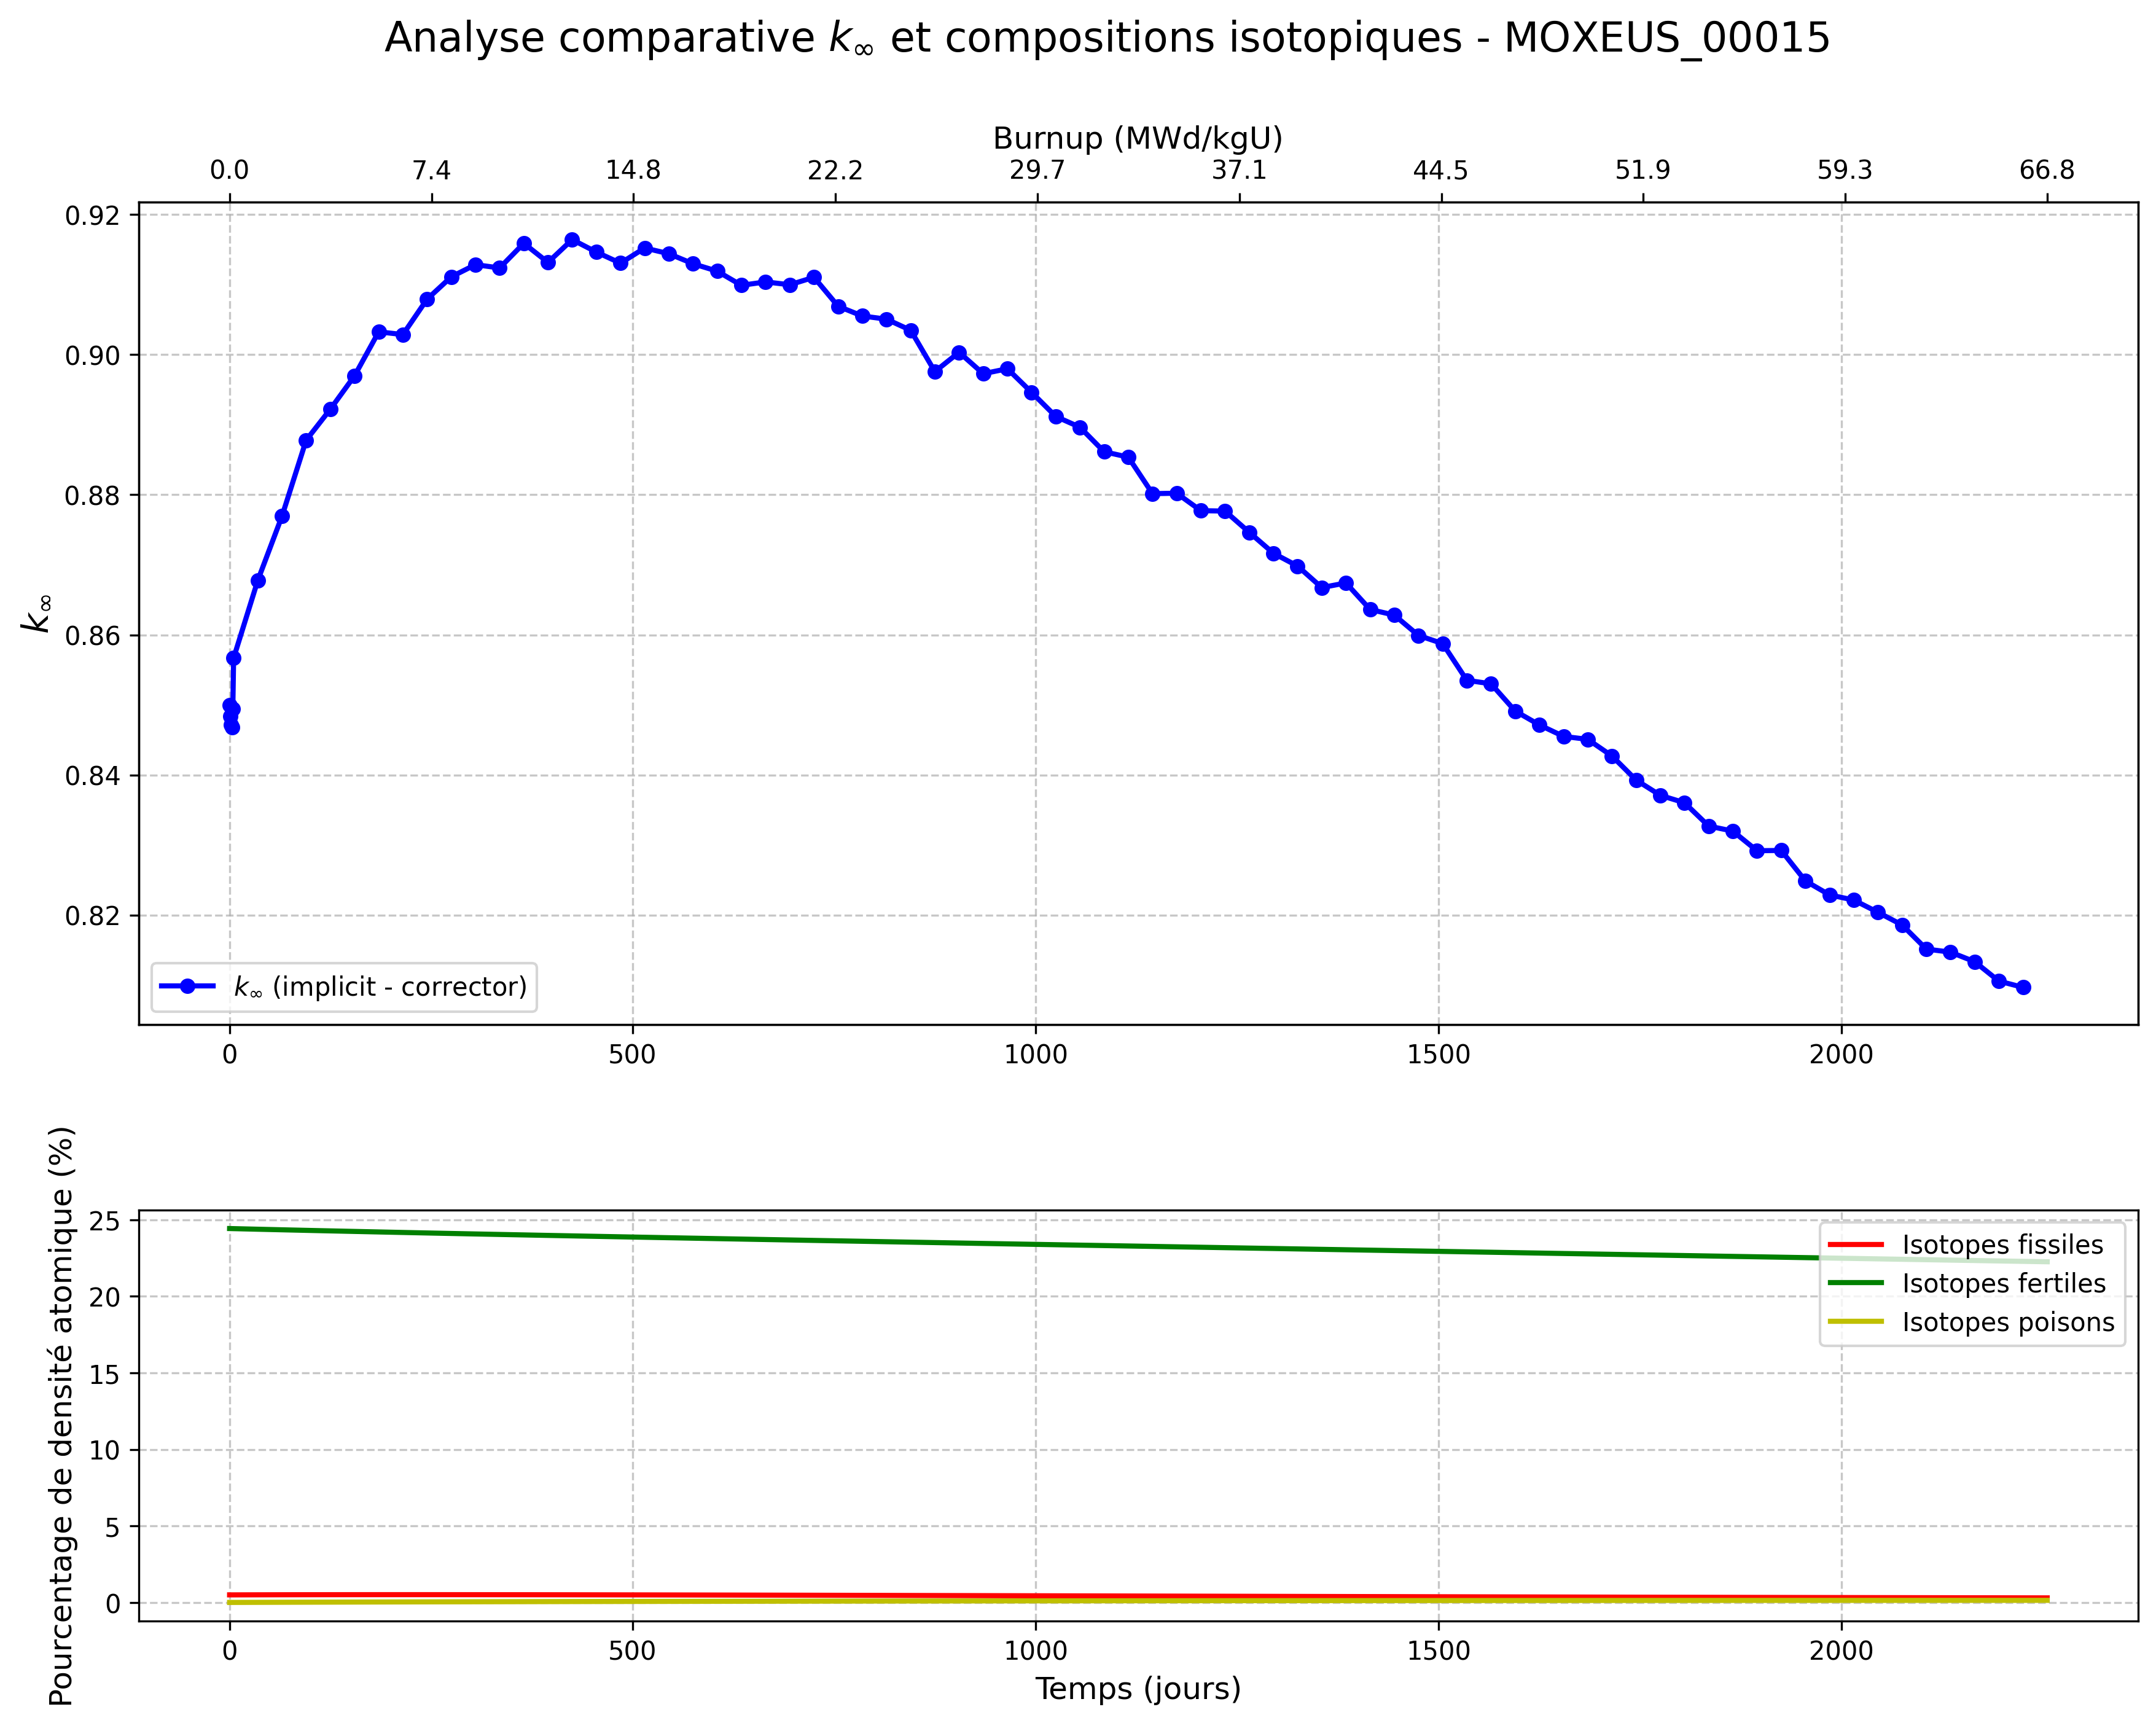 Analyse comparative k∞ et compositions isotopiques - MOXEUS_00015
Burnup (MWd/kgU)
0.0 7.4 14.8 22.2 29.7 37.1 44.5 51.9 59.3 66.8
0.92
0.90
0.88
0.86
0.84
0.82
k∞
k∞ (implicit - corrector)
0 500 1000 1500 2000
Pourcentage de densité atomique (%)
25
20
15
10
5
0
Isotopes fissiles
Isotopes fertiles
Isotopes poisons
0 500 1000 1500 2000
Temps (jours)